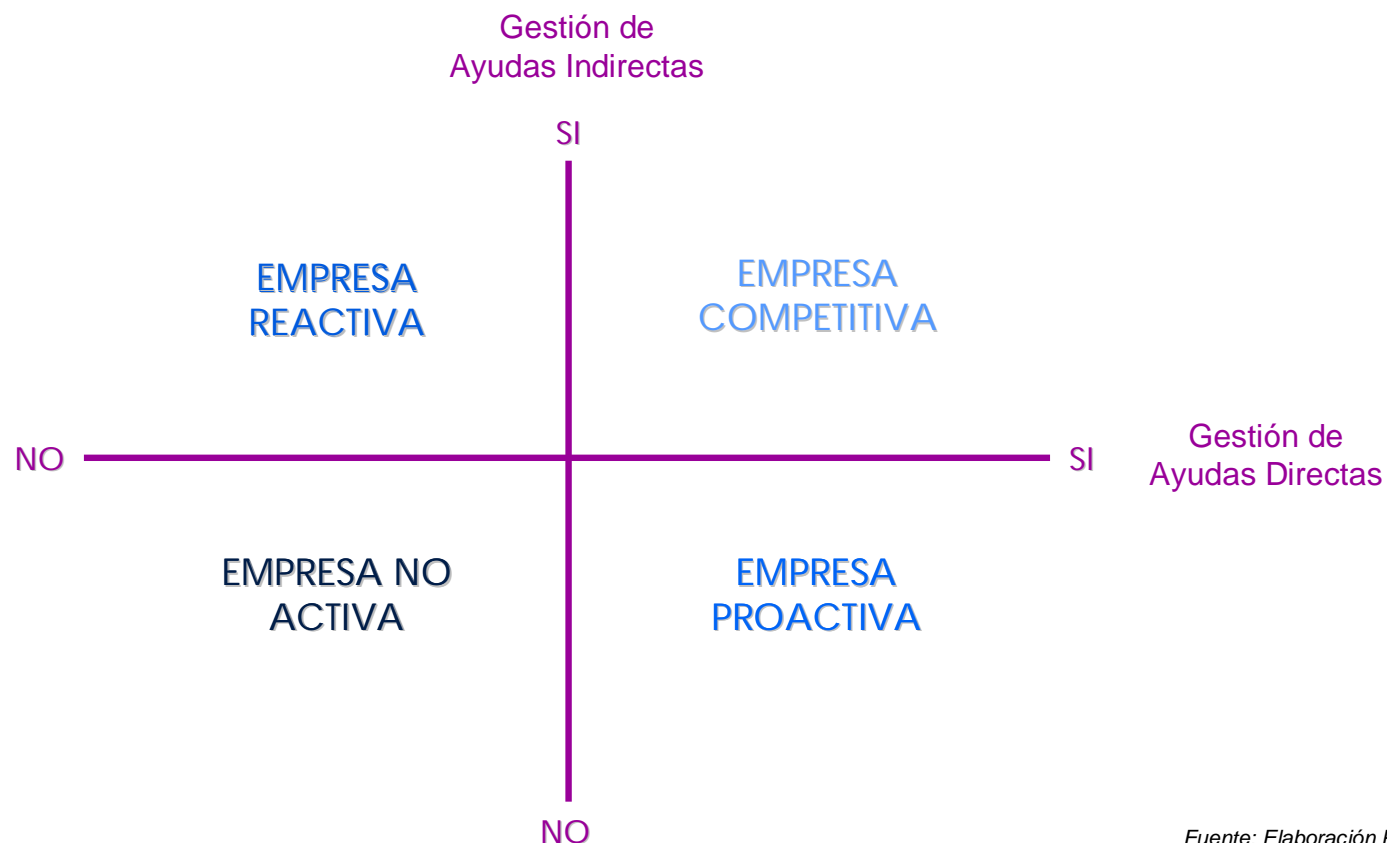 Gestión de
Ayudas Indirectas
SI
EMPRESA
REACTIVA
EMPRESA
COMPETITIVA
NO
SI
Gestión de
Ayudas Directas
EMPRESA NO
ACTIVA
EMPRESA
PROACTIVA
NO
Fuente: Elaboración